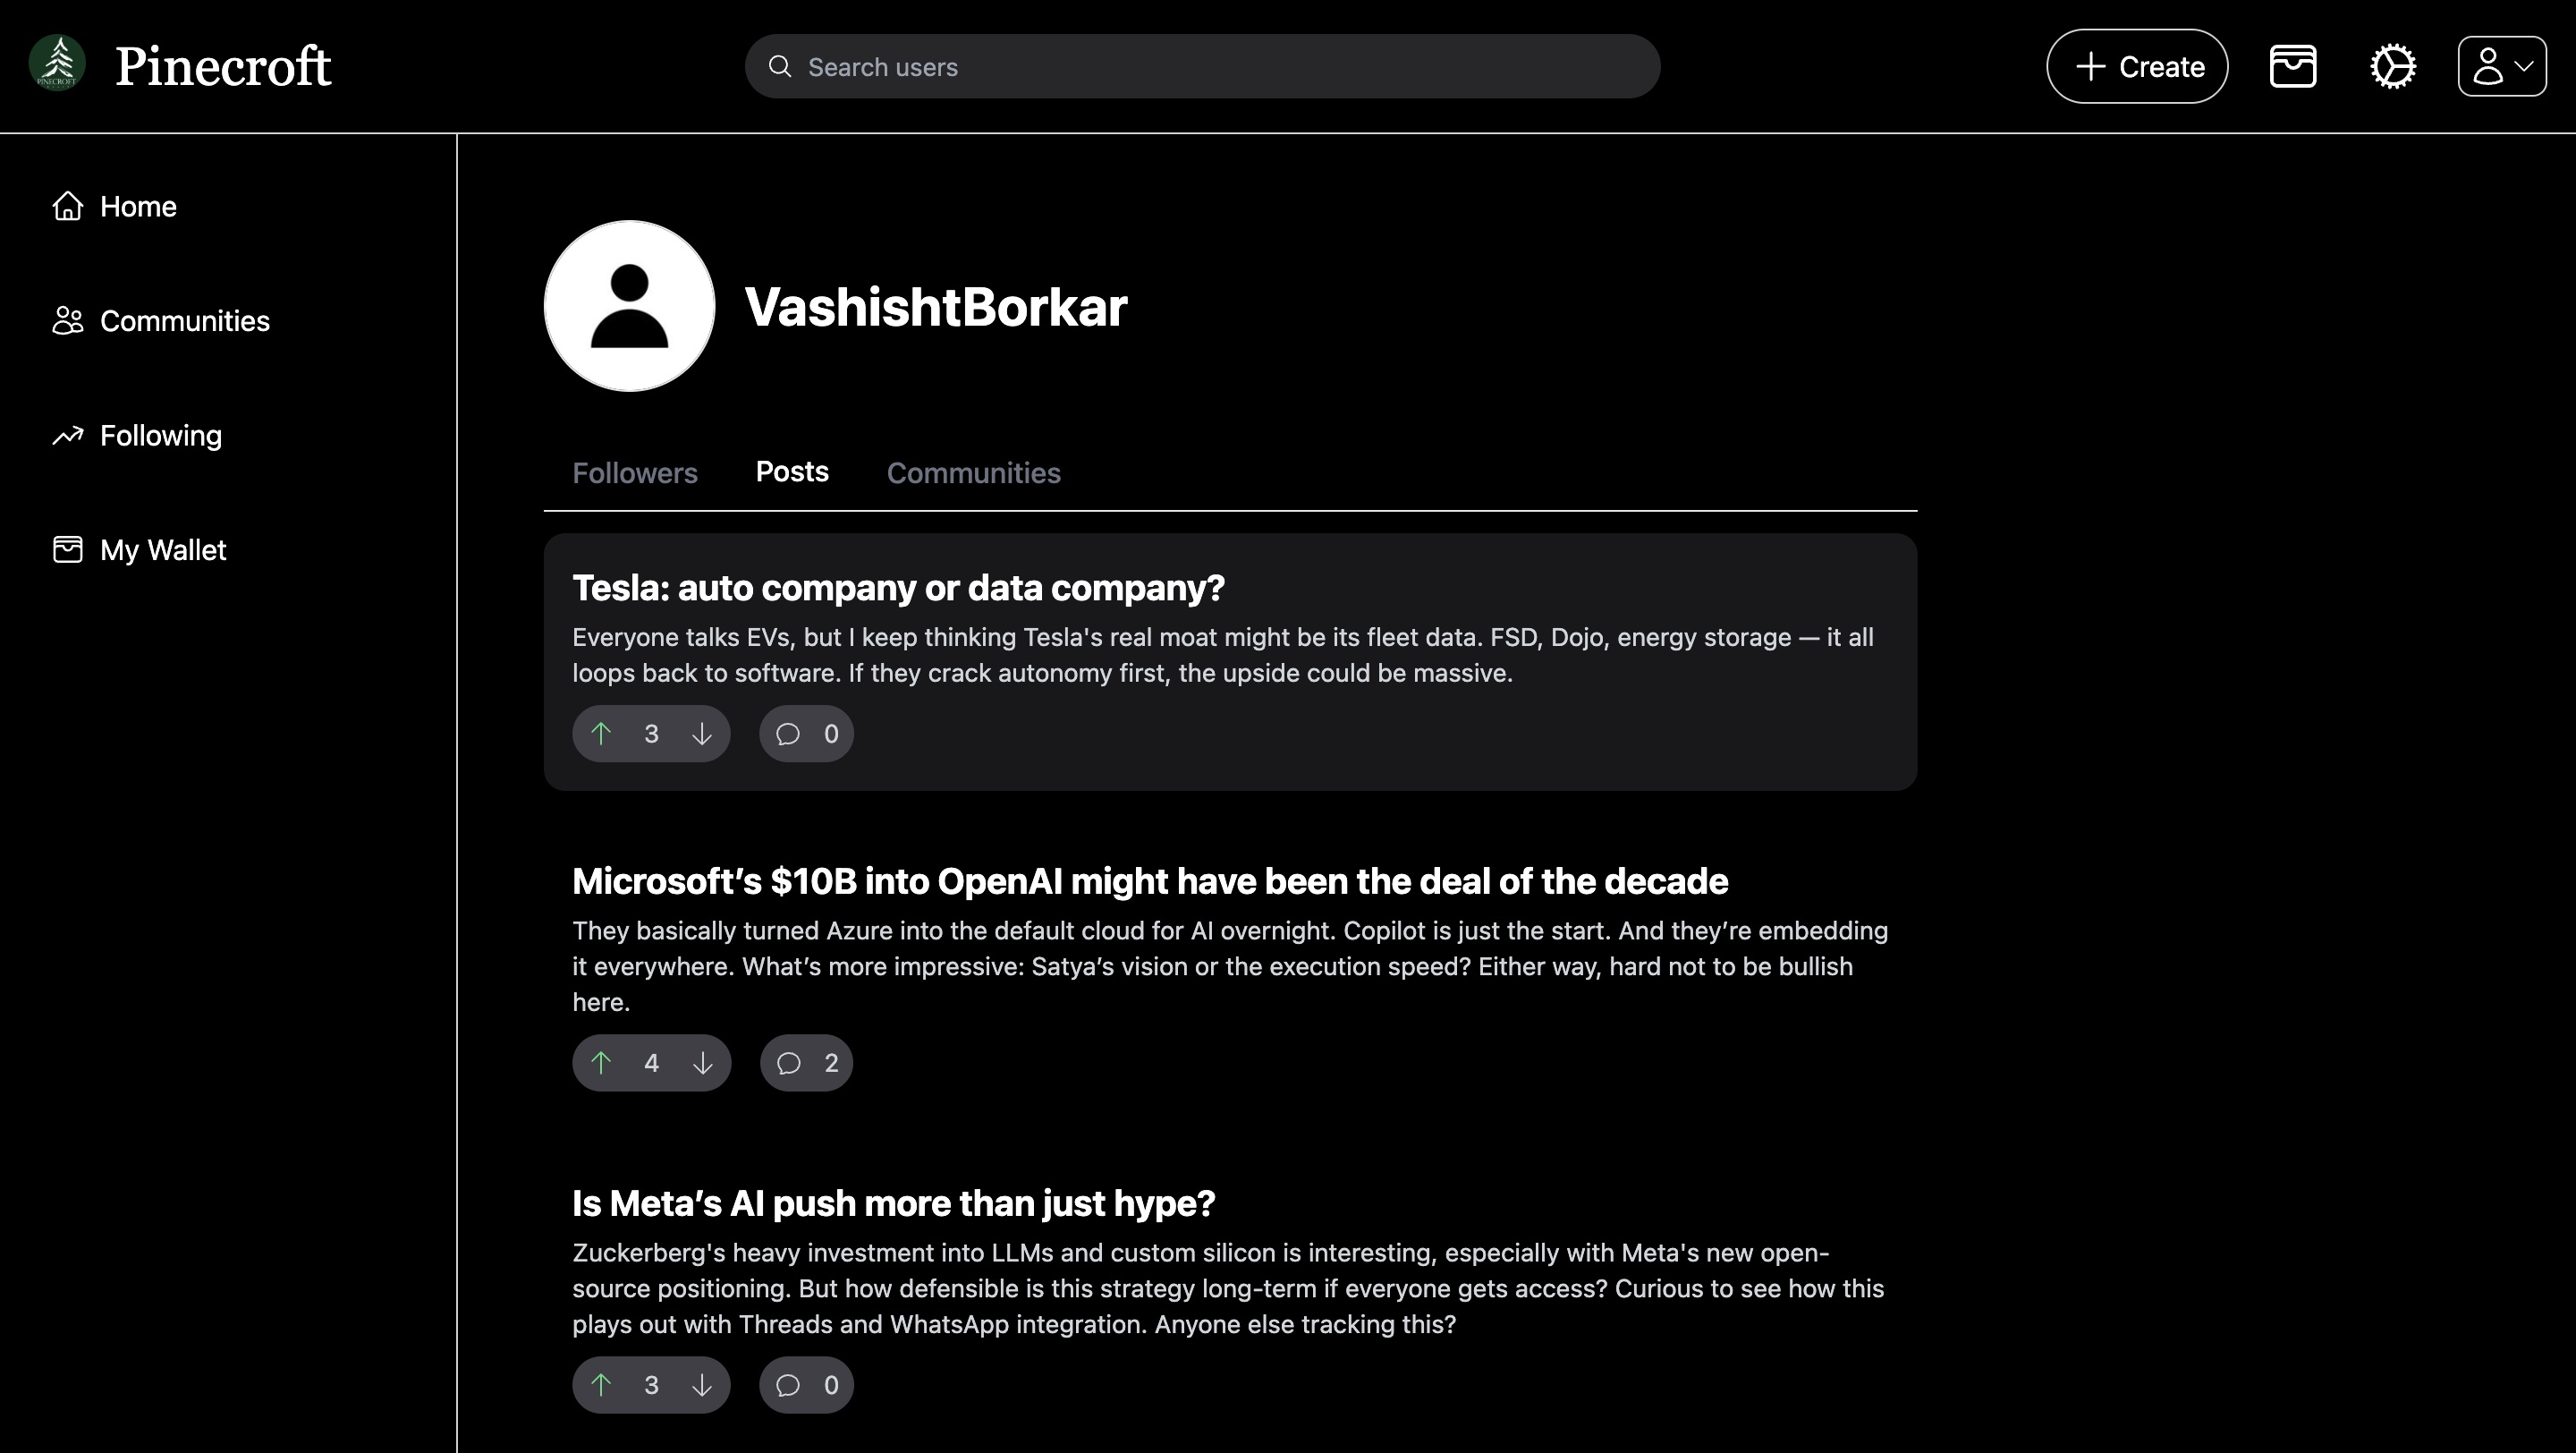 PINECROFT
Pinecroft
Search users
Create
Home
Communities
Following
My Wallet
VashishtBorkar
Followers
Posts
Communities
Tesla: auto company or data company?
Everyone talks EVs, but I keep thinking Tesla's real moat might be its fleet data. FSD, Dojo, energy storage — it all
loops back to software. If they crack autonomy first, the upside could be massive.
3
0
Microsoft’s $10B into OpenAI might have been the deal of the decade
They basically turned Azure into the default cloud for AI overnight. Copilot is just the start. And they’re embedding
it everywhere. What’s more impressive: Satya’s vision or the execution speed? Either way, hard not to be bullish
here.
4
2
Is Meta’s AI push more than just hype?
Zuckerberg's heavy investment into LLMs and custom silicon is interesting, especially with Meta's new open-
source positioning. But how defensible is this strategy long-term if everyone gets access? Curious to see how this
plays out with Threads and WhatsApp integration. Anyone else tracking this?
3
0